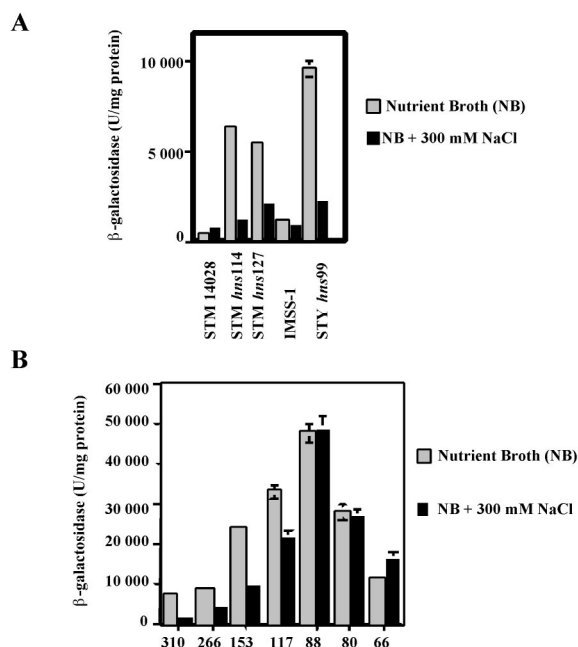 A
β-galactosidase (U/mg protein)
10 000
5 000
0
Nutrient Broth (NB)
NB + 300 mM NaCl
STM 14028
STM hns114
STM hns127
IMSS-1
STY hns99
B
β-galactosidase (U/mg protein)
60 000
50 000
40 000
30 000
20 000
10 000
0
Nutrient Broth (NB)
NB + 300 mM NaCl
310 266 153 117 88 80 66